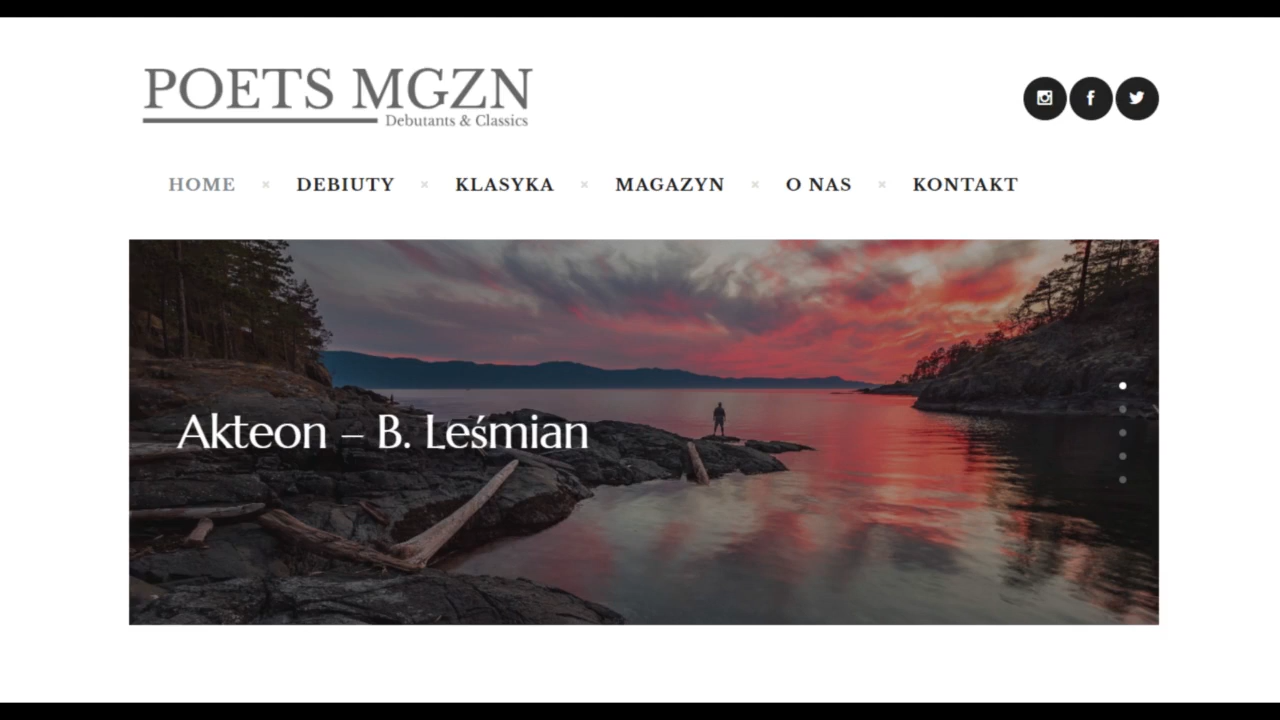 POETS MGZN
Debutants & Classics
HOME × DEBIUTY × KLASYKA × MAGAZYN × O NAS × KONTAKT
Akteon – B. Leśmian